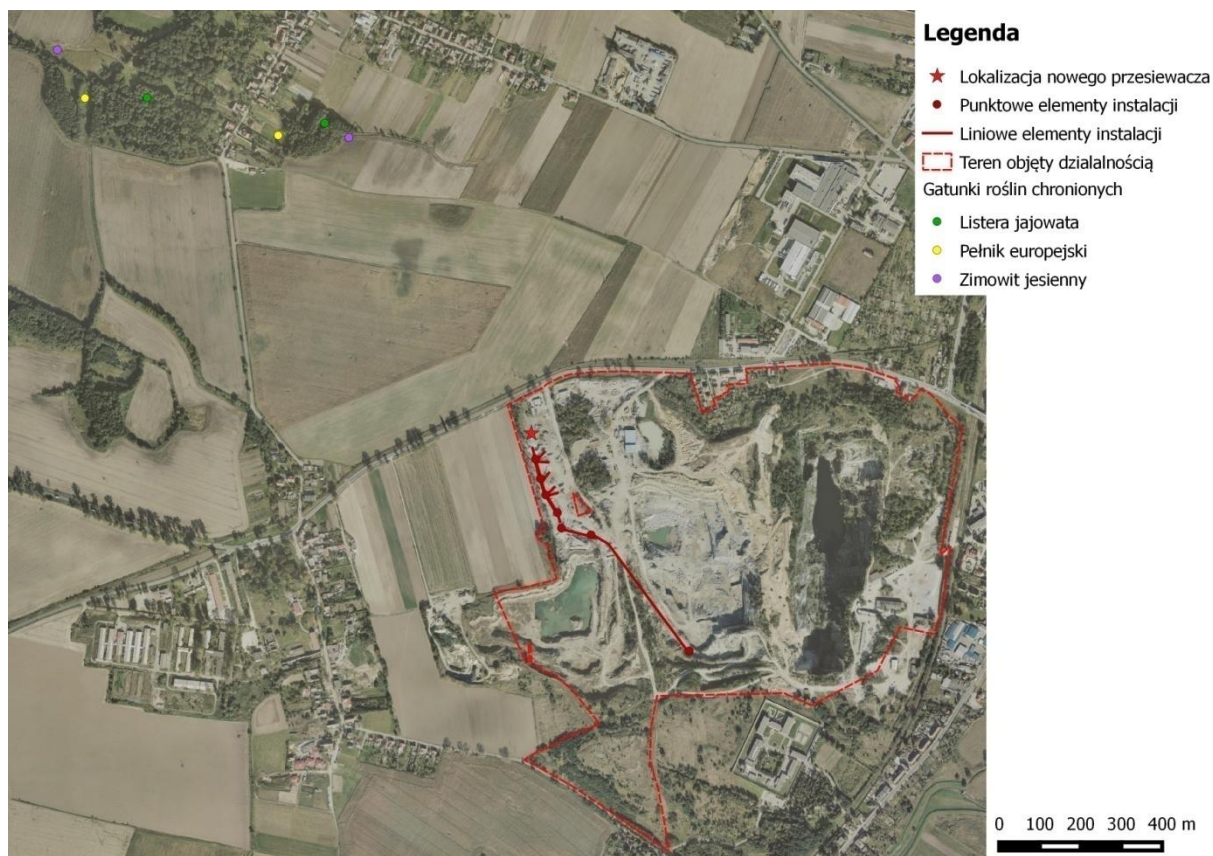 Legenda
Lokalizacja nowego przesiewacza
Punktowe elementy instalacji
Liniowe elementy instalacji
Teren objęty działalnością
Gatunki roślin chronionych
Listera jajowata
Pełnik europejski
Zimowit jesienny
0 100 200 300 400 m